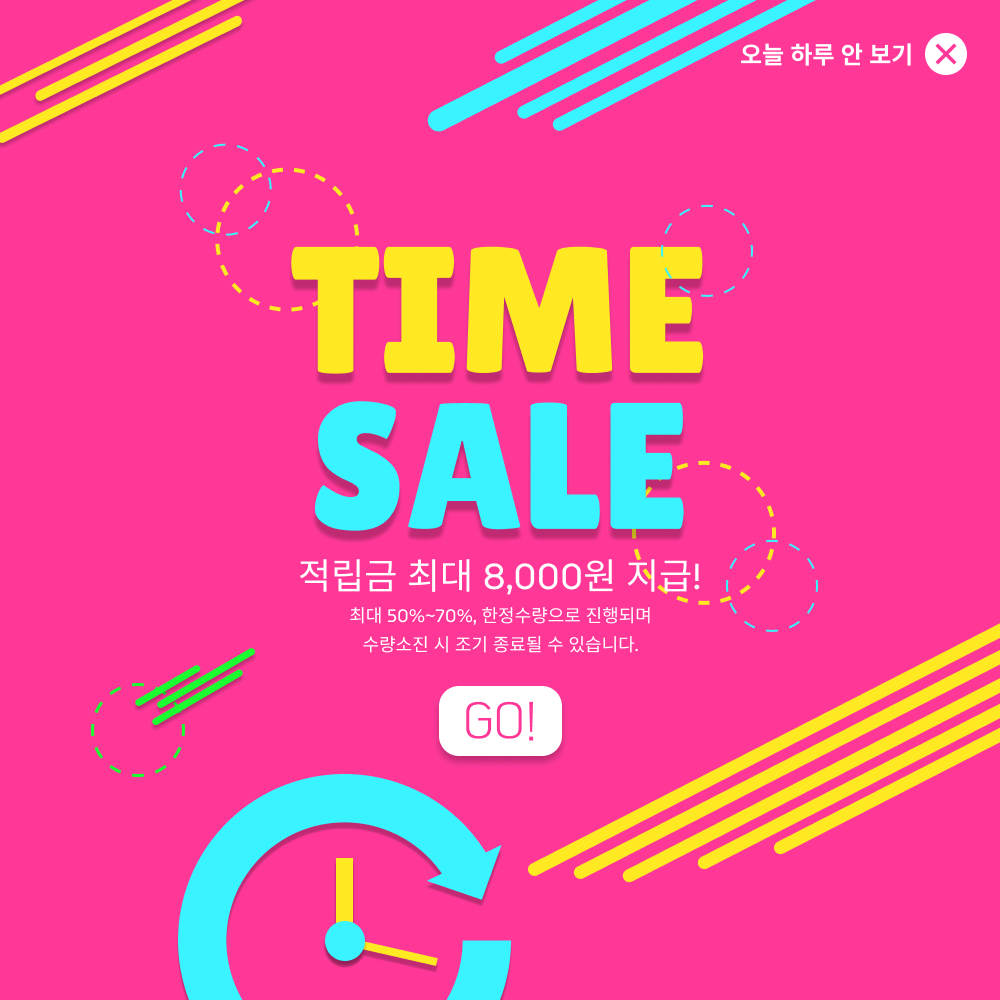 오늘 하루 안 보기
TIME
SALE
적립금 최대 8,000원 지급!
최대 50%~70%, 한정수량으로 진행되며
수량소진 시 조기 종료될 수 있습니다.
GO!